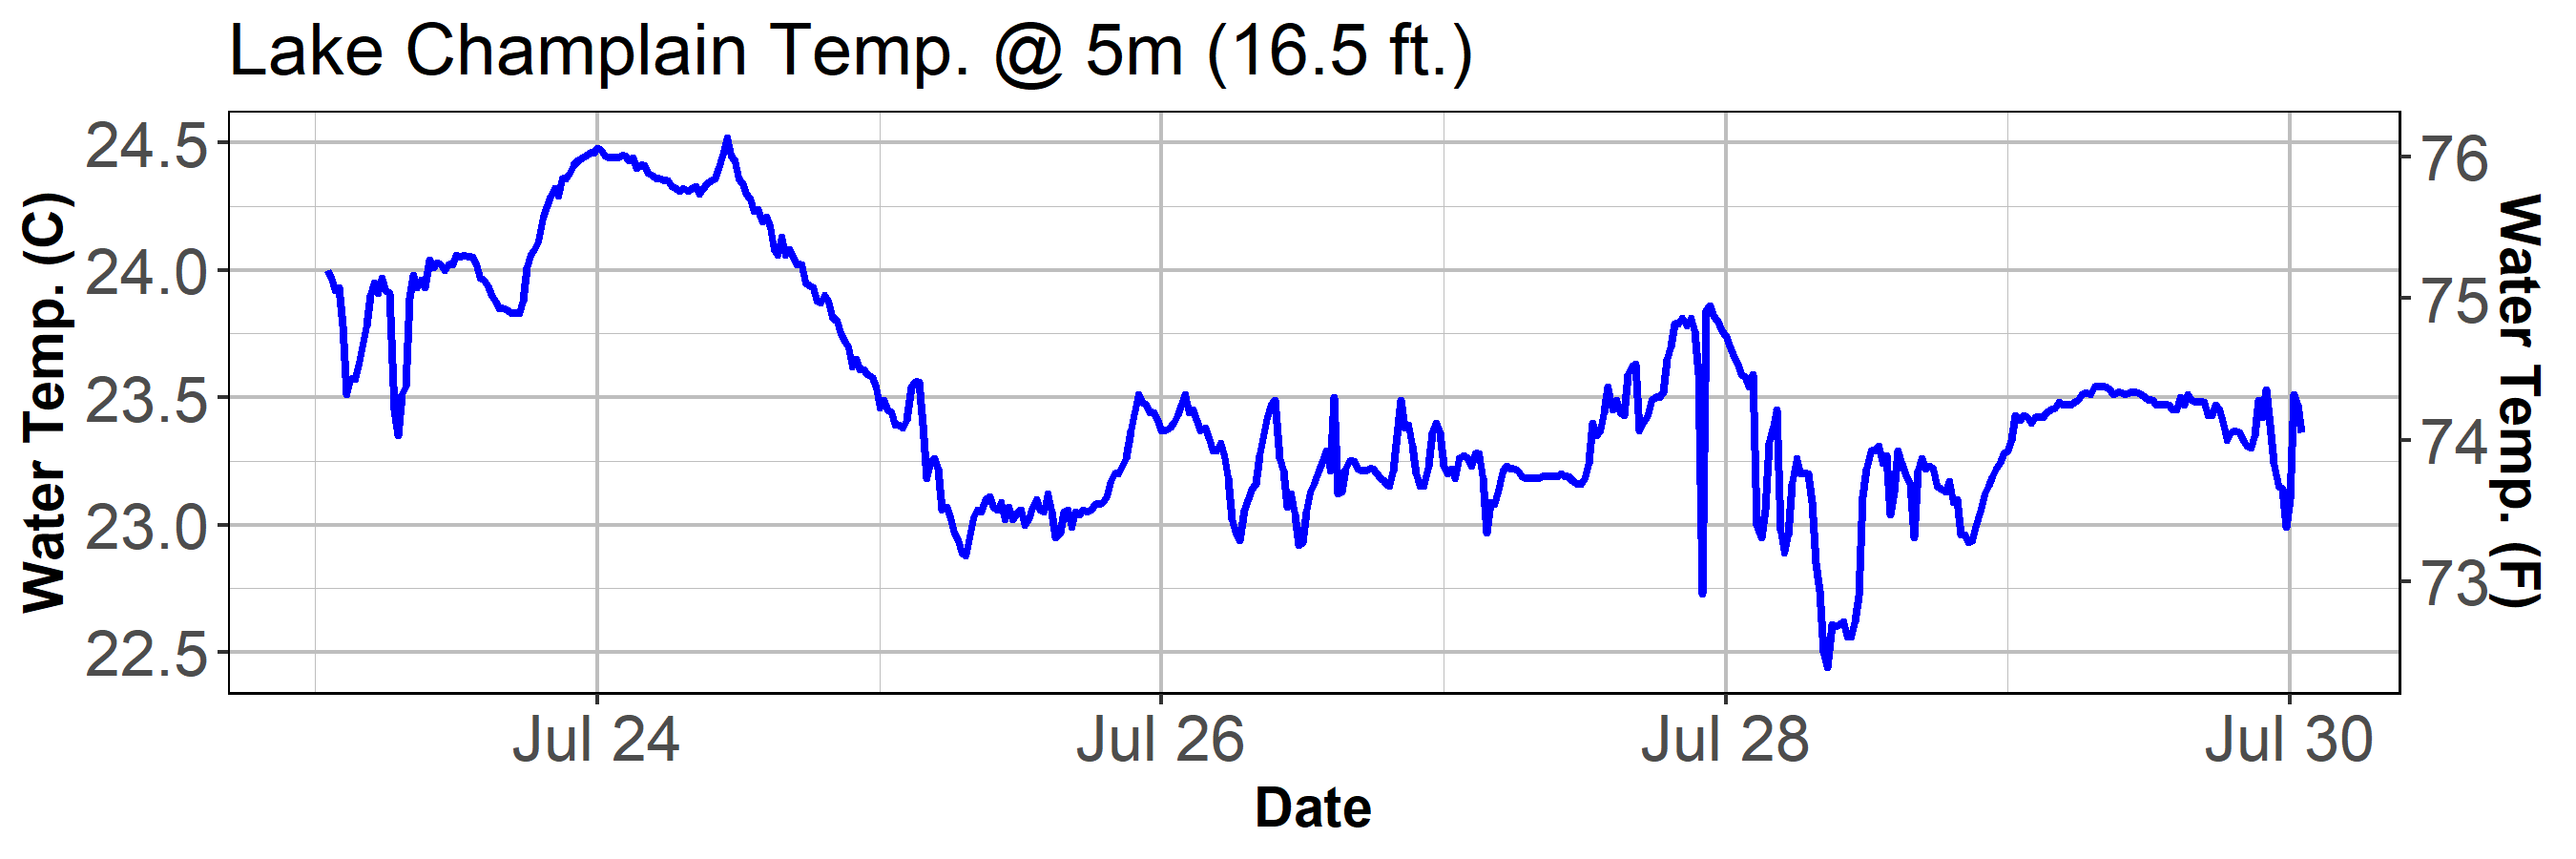 Lake Champlain Temp. @ 5m (16.5 ft.)
Water Temp. (C)
24.5
24.0
23.5
23.0
22.5
76
75
74
73
Water Temp. (F)
Jul 24 Jul 26 Jul 28 Jul 30
Date